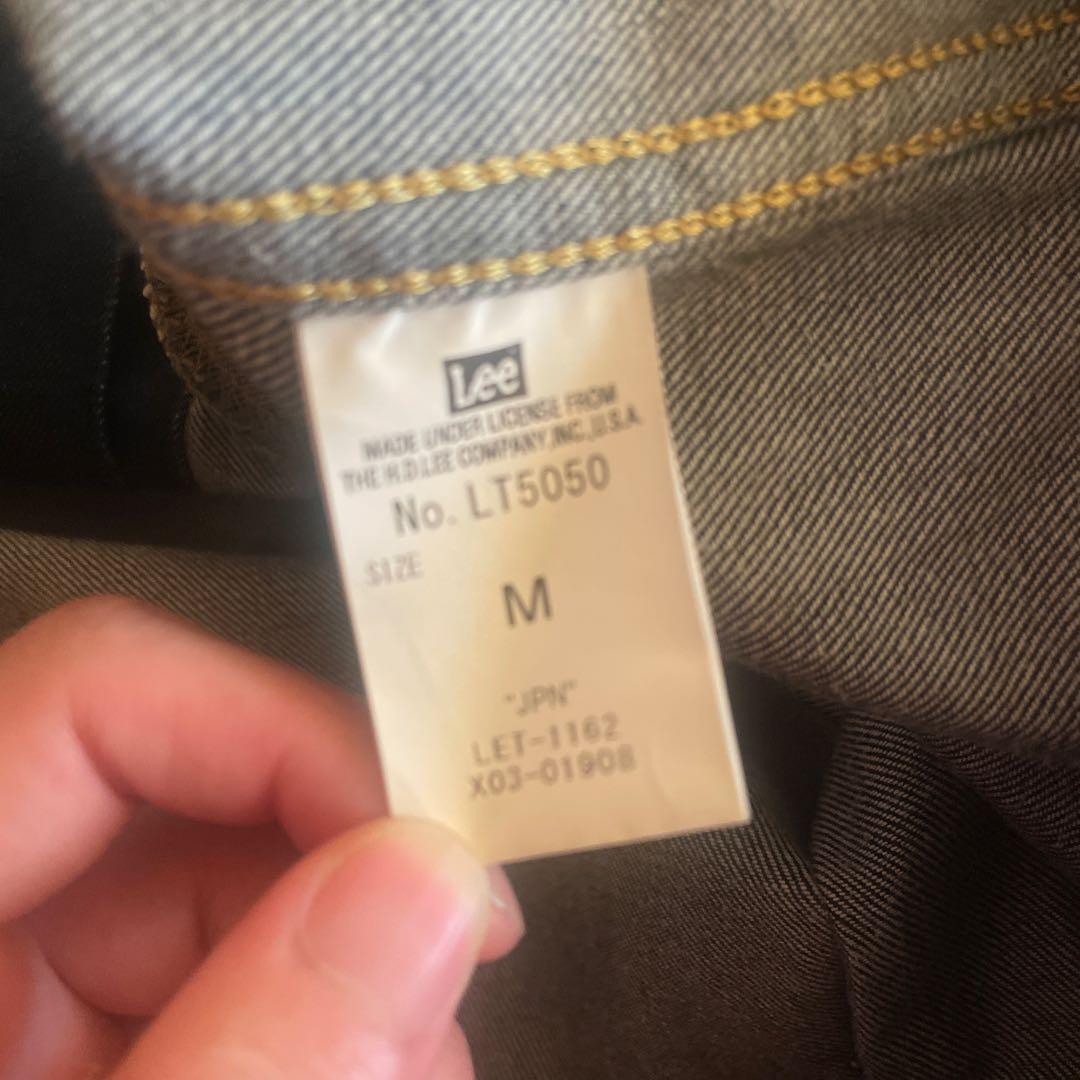 Lee
MADE UNDER LICENSE FROM
THE H.D.LEE COMPANY,INC.,U.S.A.
No. LT5050
SIZE
M
"JPN"
LET-1162
X03-01908